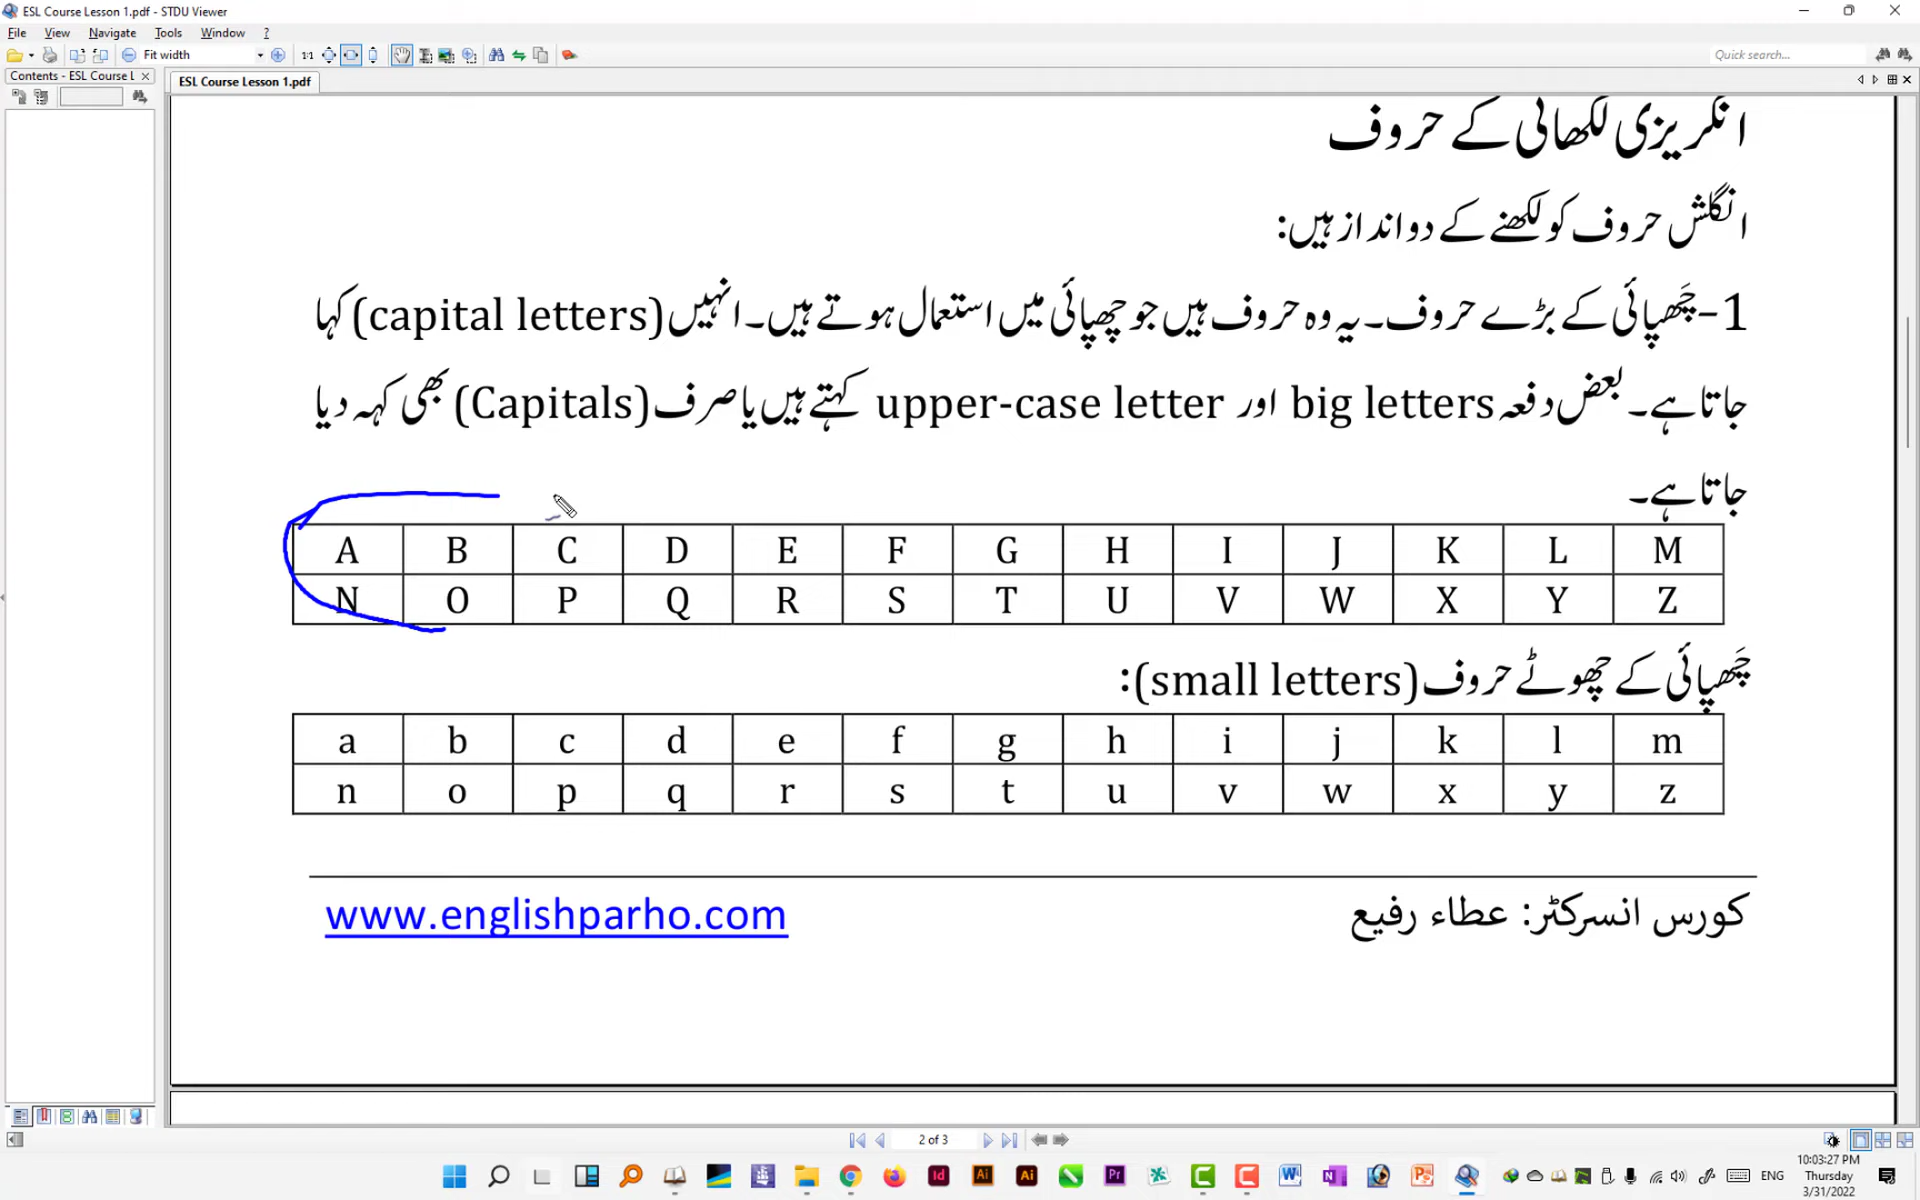 ESL Course Lesson 1.pdf - STDU Viewer
File View Navigate Tools Window ?
Fit width 1:1 Quick search...
Contents - ESL Course L
ESL Course Lesson 1.pdf
انگریزی لکھائی کے حروف
انگلش حروف کو لکھنے کے دو انداز ہیں:
1- چَھپائی کے بڑے حروف۔ یہ وہ حروف ہیں جو چھپائی میں استعمال ہوتے ہیں۔ انہیں (capital letters) کہا
جاتا ہے۔ بعض دفعہ big letters اور upper-case letter کہتے ہیں یا صرف (Capitals) بھی کہہ دیا
جاتا ہے۔
A B C D E F G H I J K L M
N O P Q R S T U V W X Y Z
چَھپائی کے چھوٹے حروف (small letters):
a b c d e f g h i j k l m
n o p q r s t u v w x y z
www.englishparho.com
کورس انسرکٹر: عطاء رفیع
2 of 3
ENG
10:03:27 PM
Thursday
3/31/2022